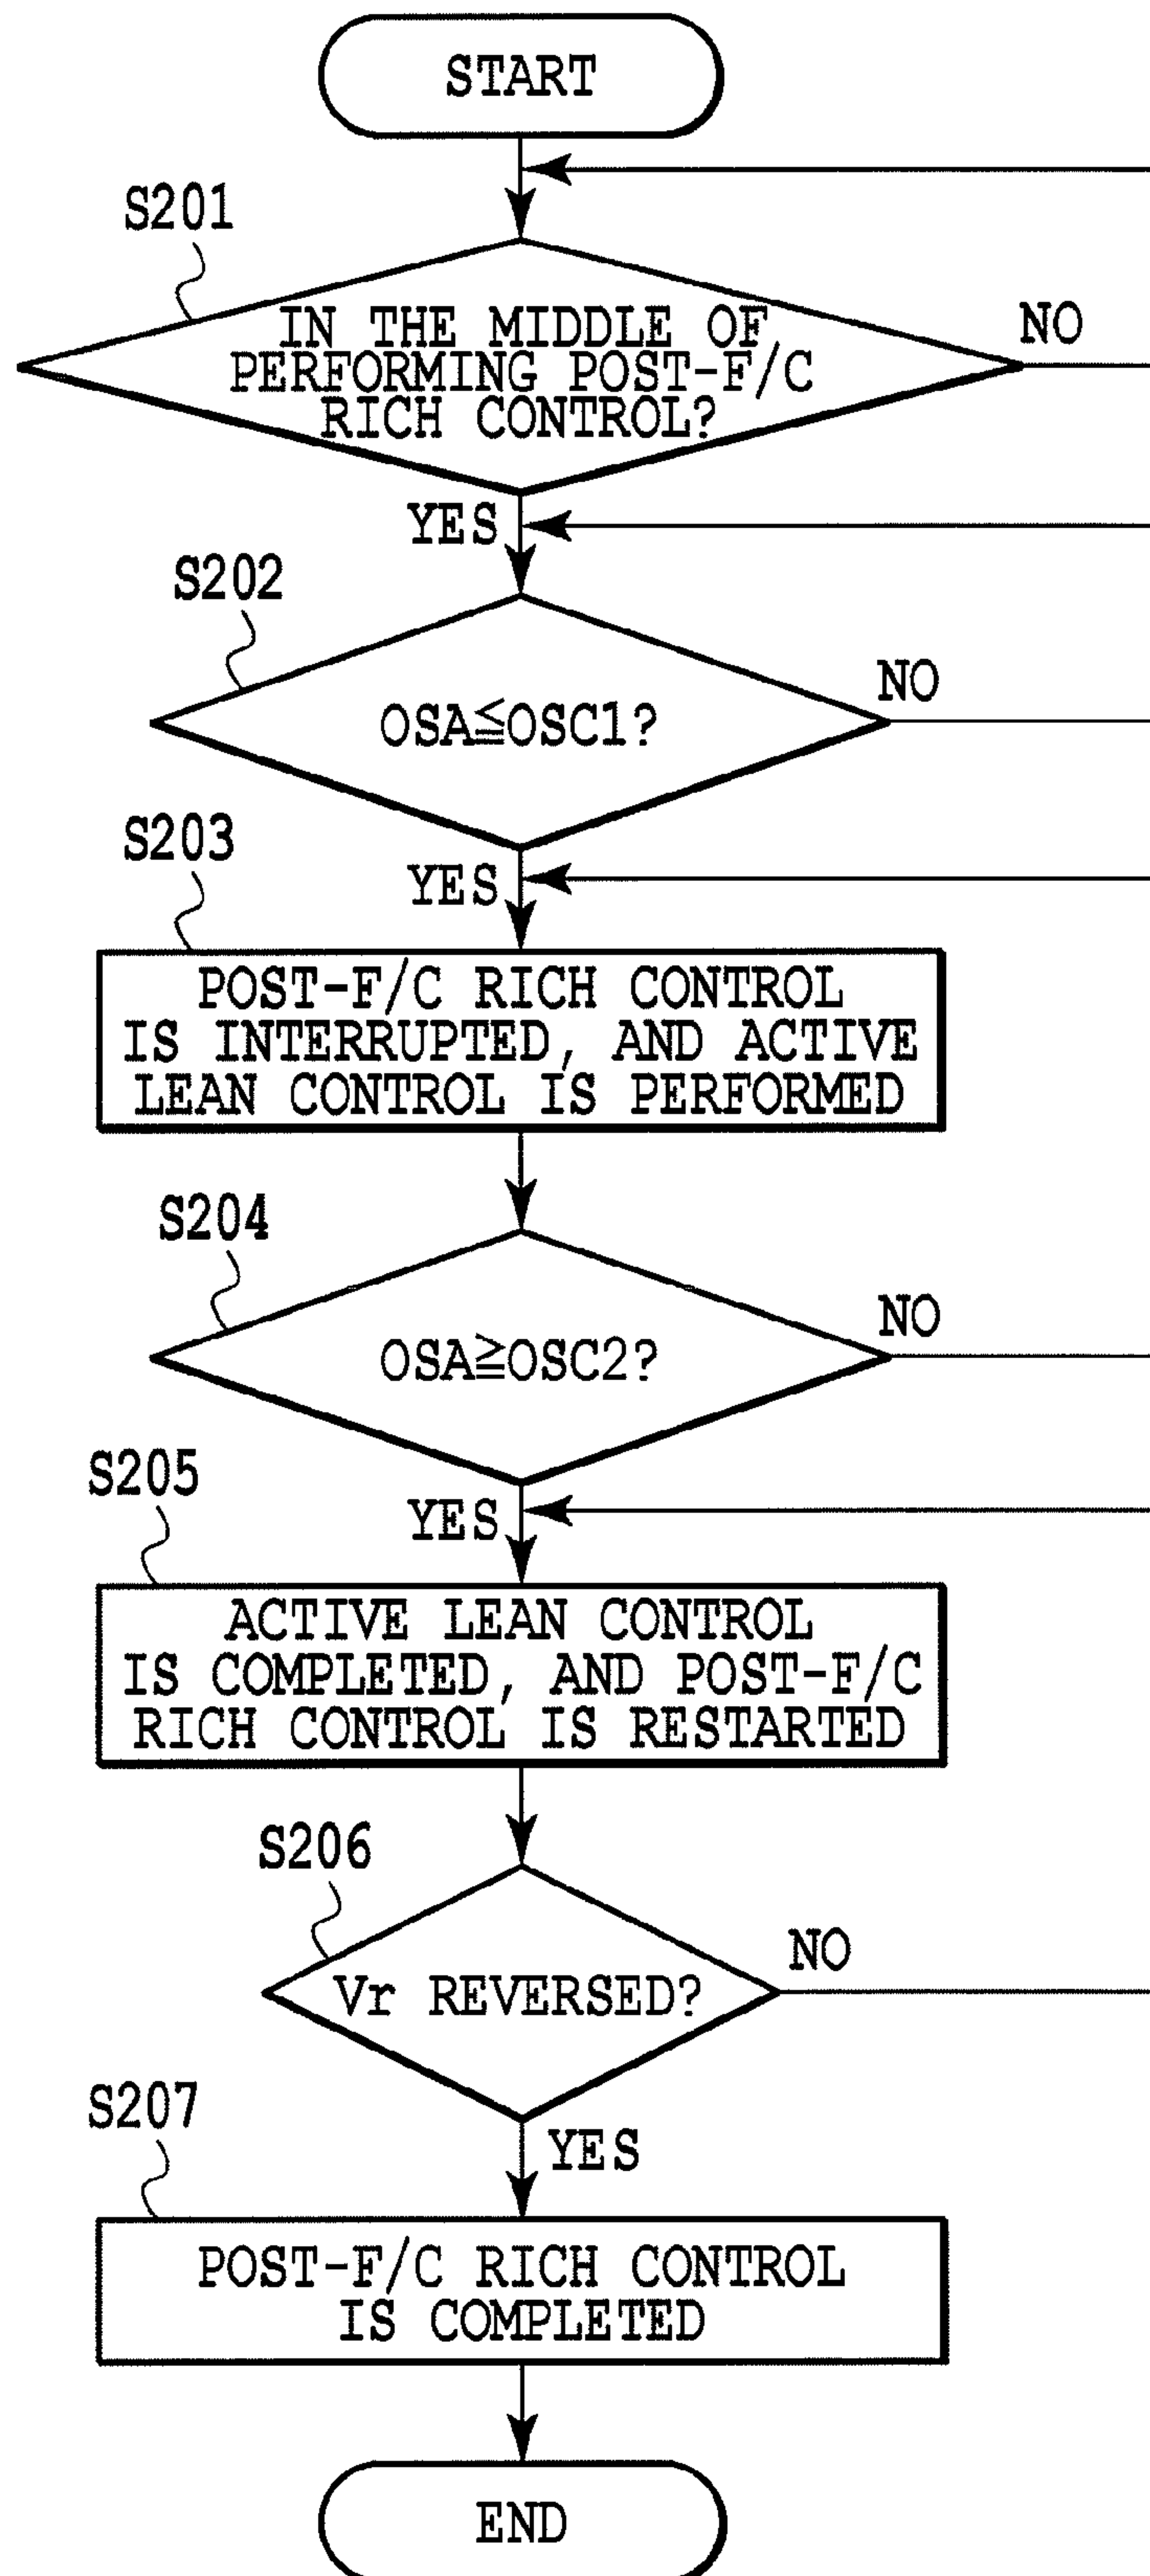 START
S201
IN THE MIDDLE OF
PERFORMING POST-F/C
RICH CONTROL?
NO
YES
S202
OSA≦OSC1?
NO
S203
YES
POST-F/C RICH CONTROL
IS INTERRUPTED, AND ACTIVE
LEAN CONTROL IS PERFORMED
S204
OSA≧OSC2?
NO
S205
YES
ACTIVE LEAN CONTROL
IS COMPLETED, AND POST-F/C
RICH CONTROL IS RESTARTED
S206
Vr REVERSED?
NO
S207
YES
POST-F/C RICH CONTROL
IS COMPLETED
END